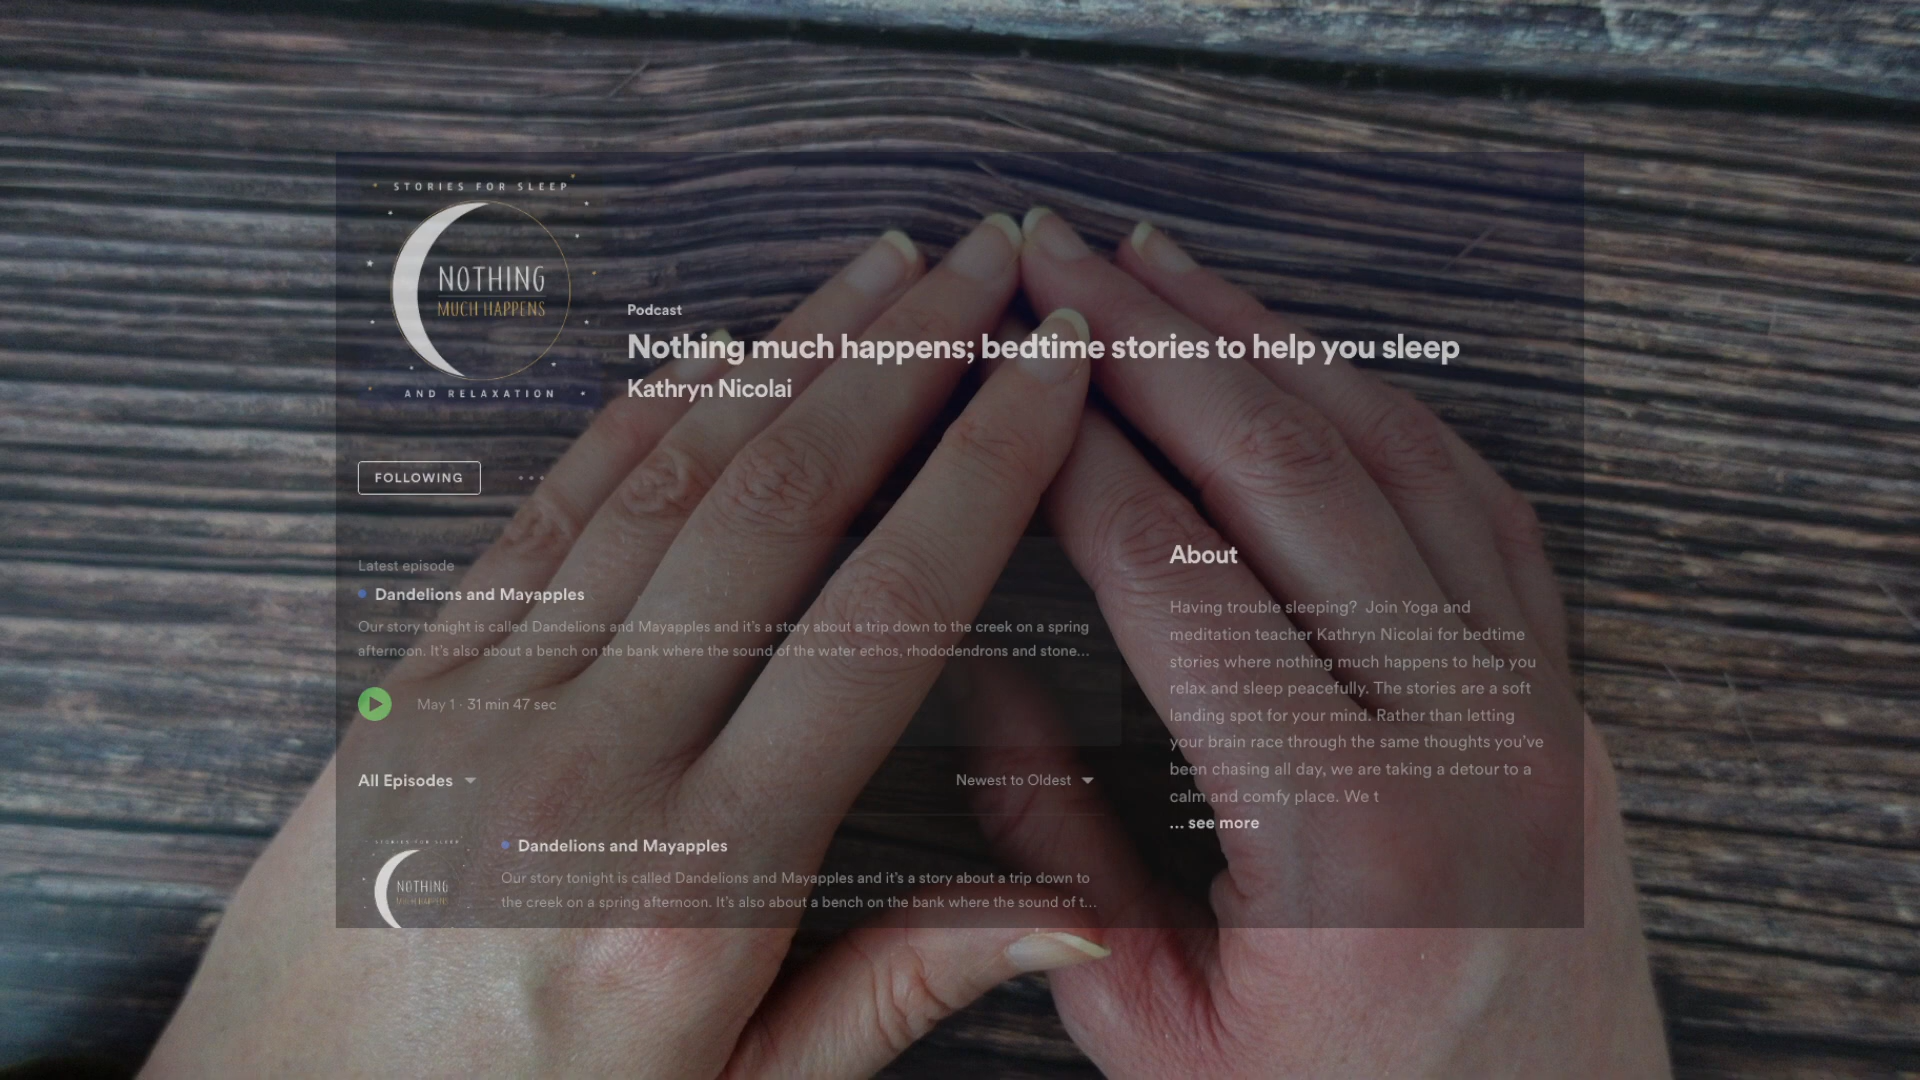 STORIES FOR SLEEP
NOTHING
MUCH HAPPENS
AND RELAXATION
Podcast
Nothing much happens; bedtime stories to help you sleep
Kathryn Nicolai
FOLLOWING
Latest episode
Dandelions and Mayapples
Our story tonight is called Dandelions and Mayapples and it's a story about a trip down to the creek on a spring
afternoon. It's also about a bench on the bank where the sound of the water echos, rhododendrons and stone...
May 1 · 31 min 47 sec
All Episodes
Newest to Oldest
STORIES FOR SLEEP
NOTHING
MUCH HAPPENS
Dandelions and Mayapples
Our story tonight is called Dandelions and Mayapples and it's a story about a trip down to
the creek on a spring afternoon. It's also about a bench on the bank where the sound of t...
About
Having trouble sleeping? Join Yoga and
meditation teacher Kathryn Nicolai for bedtime
stories where nothing much happens to help you
relax and sleep peacefully. The stories are a soft
landing spot for your mind. Rather than letting
your brain race through the same thoughts you've
been chasing all day, we are taking a detour to a
calm and comfy place. We t
... see more